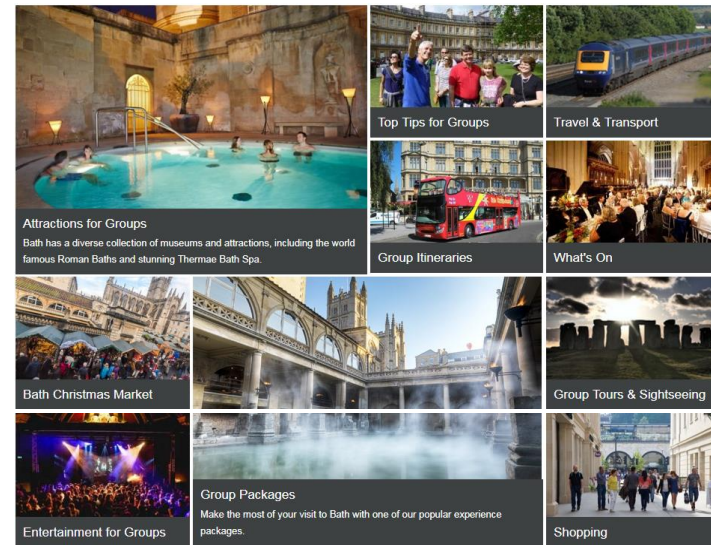 Attractions for Groups
Bath has a diverse collection of museums and attractions, including the world
famous Roman Baths and stunning Thermae Bath Spa.
Top Tips for Groups
Travel & Transport
Group Itineraries
What's On
Bath Christmas Market
Group Tours & Sightseeing
Entertainment for Groups
Group Packages
Make the most of your visit to Bath with one of our popular experience
packages.
Shopping